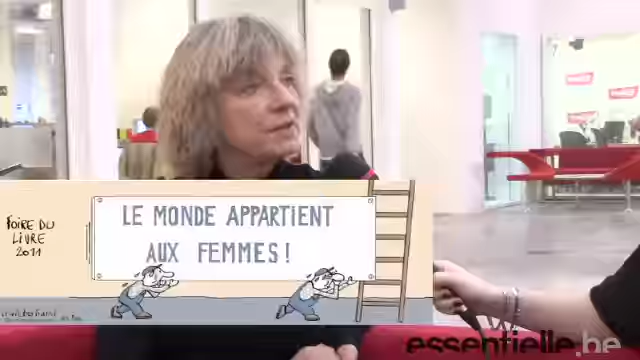 FOIRE DU
LIVRE
2011
LE MONDE APPARTIENT
AUX FEMMES !
essentielle.be